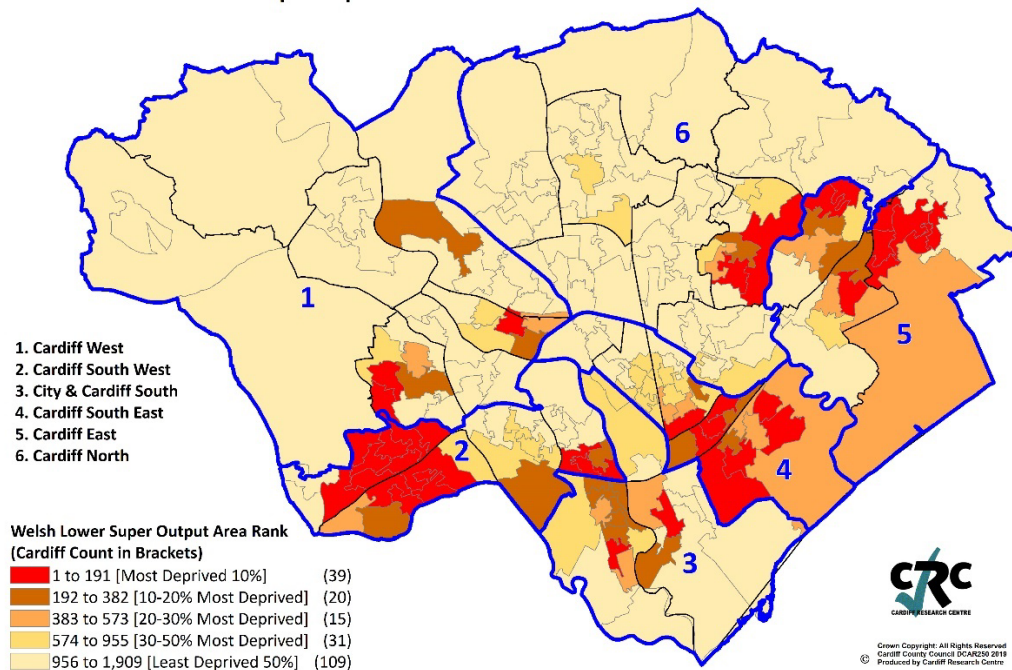 6
1
5
1. Cardiff West
2. Cardiff South West
3. City & Cardiff South
4. Cardiff South East
5. Cardiff East
6. Cardiff North
2
4
3
Welsh Lower Super Output Area Rank
(Cardiff Count in Brackets)
1 to 191 [Most Deprived 10%] (39)
192 to 382 [10-20% Most Deprived] (20)
383 to 573 [20-30% Most Deprived] (15)
574 to 955 [30-50% Most Deprived] (31)
956 to 1,909 [Least Deprived 50%] (109)
CRC
CARDIFF RESEARCH CENTRE
Crown Copyright: All Rights Reserved
Cardiff County Council DCAR250 2019
© Produced by Cardiff Research Centre